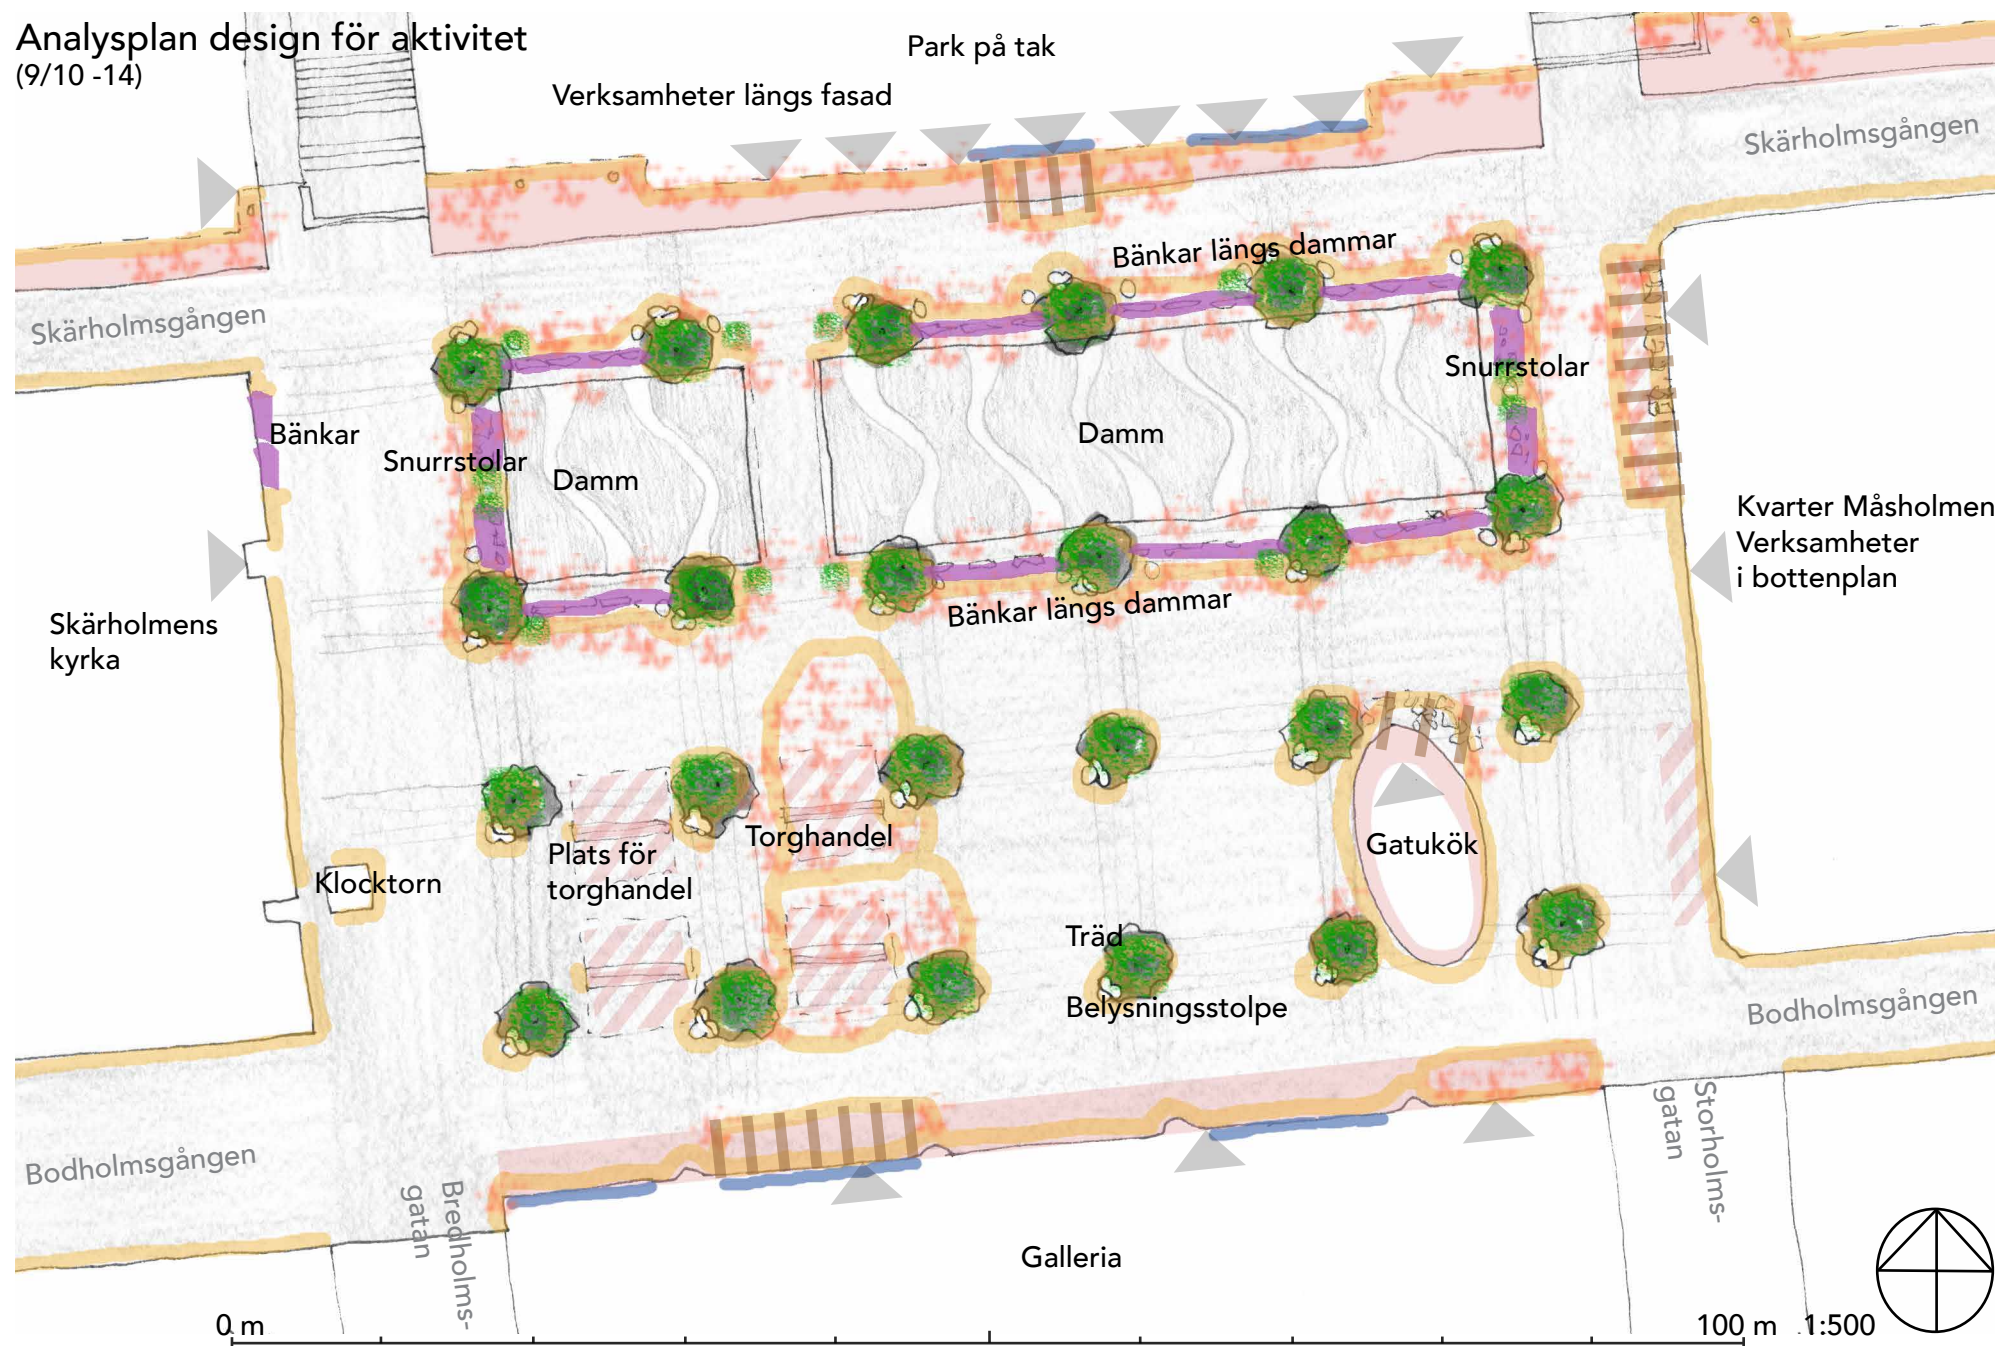 Analysplan design för aktivitet
(9/10 -14)
Park på tak
Verksamheter längs fasad
Skärholmsgången
Skärholmsgången
Bänkar längs dammar
Snurrstolar
Bänkar
Snurrstolar
Damm
Damm
Kvarter Måsholmen
Verksamheter
i bottenplan
Bänkar längs dammar
Skärholmens
kyrka
Torghandel
Gatukök
Plats för
torghandel
Klocktorn
Träd
Belysningsstolpe
Bodholmsgången
Bodholmsgången
Storholms-
gatan
Bredholms-
gatan
Galleria
0 m
100 m
1:500